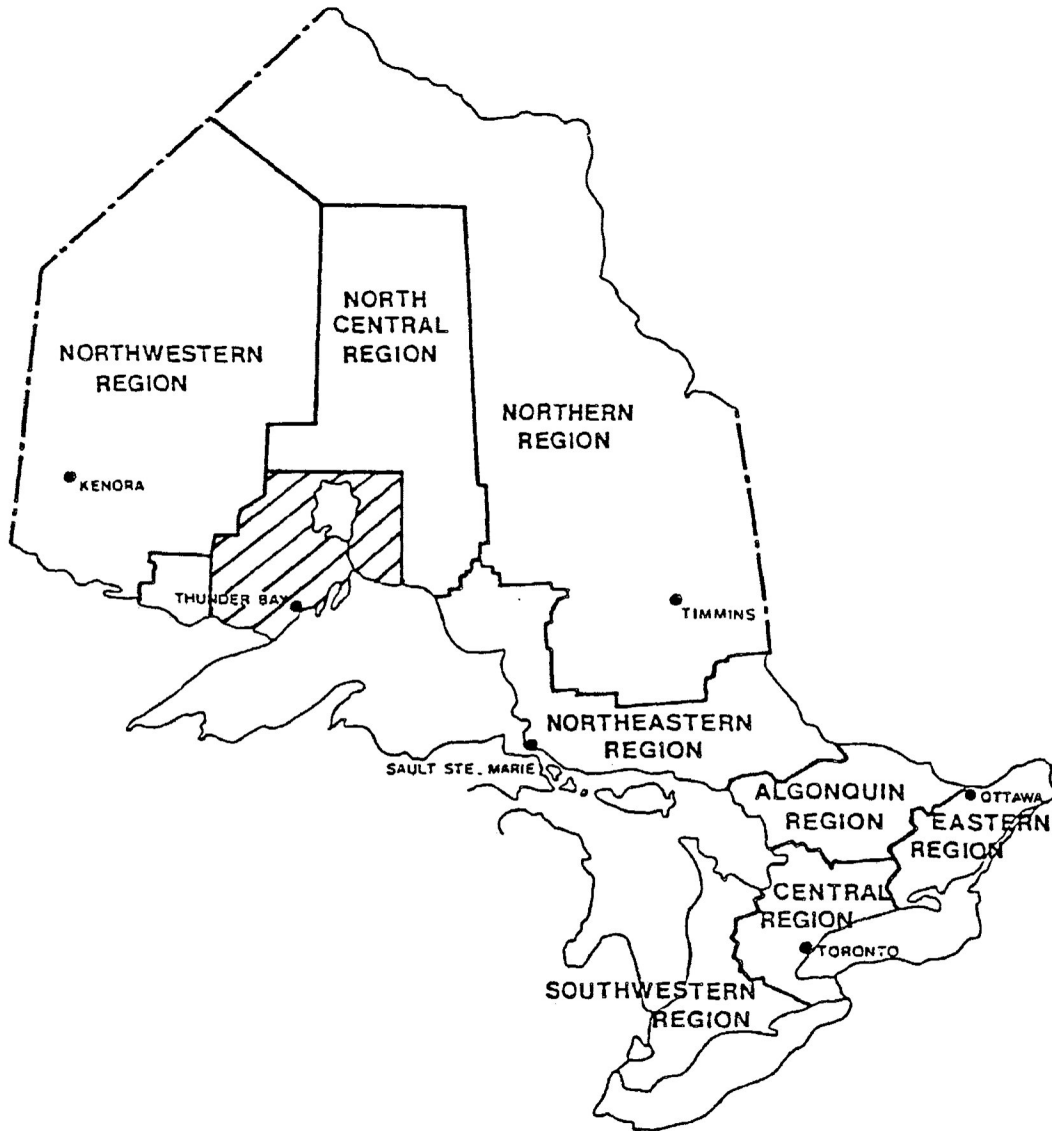 NORTH
CENTRAL
REGION
NORTHWESTERN
REGION
NORTHERN
REGION
KENORA
THUNDER BAY
TIMMINS
NORTHEASTERN
REGION
SAULT STE. MARIE
ALGONQUIN
REGION
OTTAWA
EASTERN
REGION
CENTRAL
REGION
TORONTO
SOUTHWESTERN
REGION